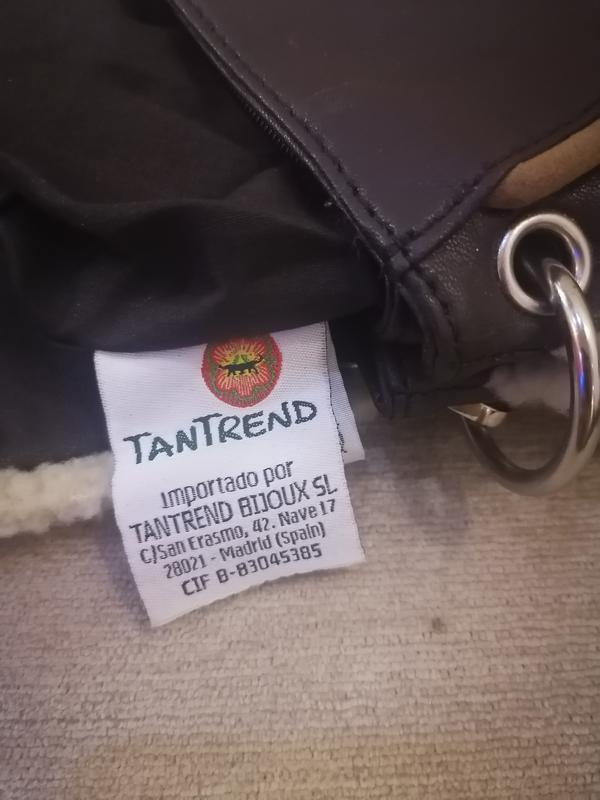 TANTREND
Importado por
TANTREND BIJOUX SL
C/San Erasmo, 42. Nave 17
28021 - Madrid (Spain)
CIF B-83045385